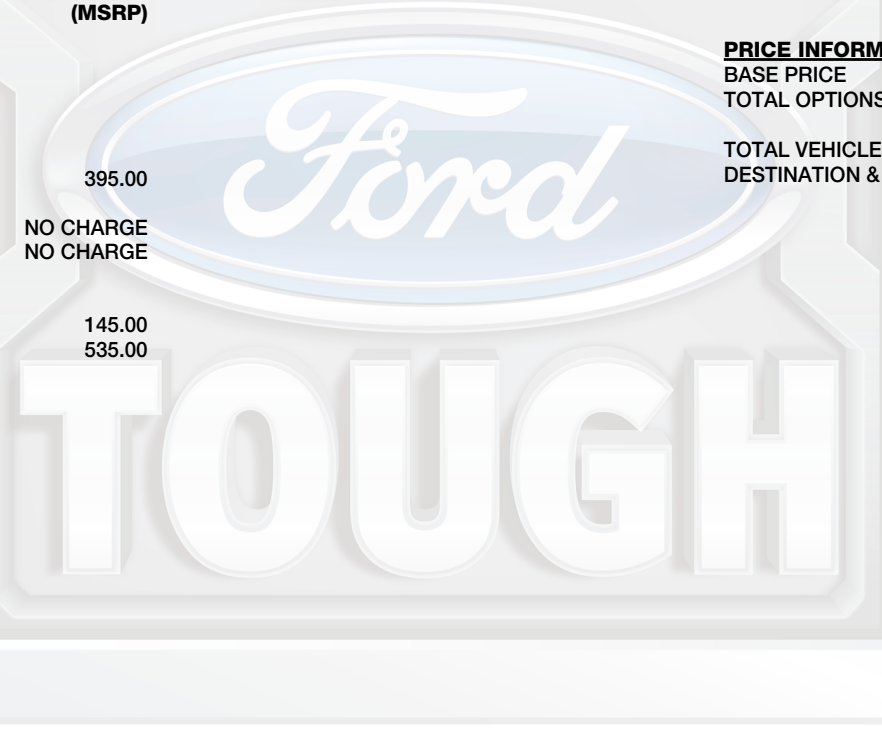 (MSRP)
395.00
NO CHARGE
NO CHARGE
145.00
535.00
PRICE INFORM
BASE PRICE
TOTAL OPTIONS
TOTAL VEHICLE
DESTINATION &
Ford
TOUGH